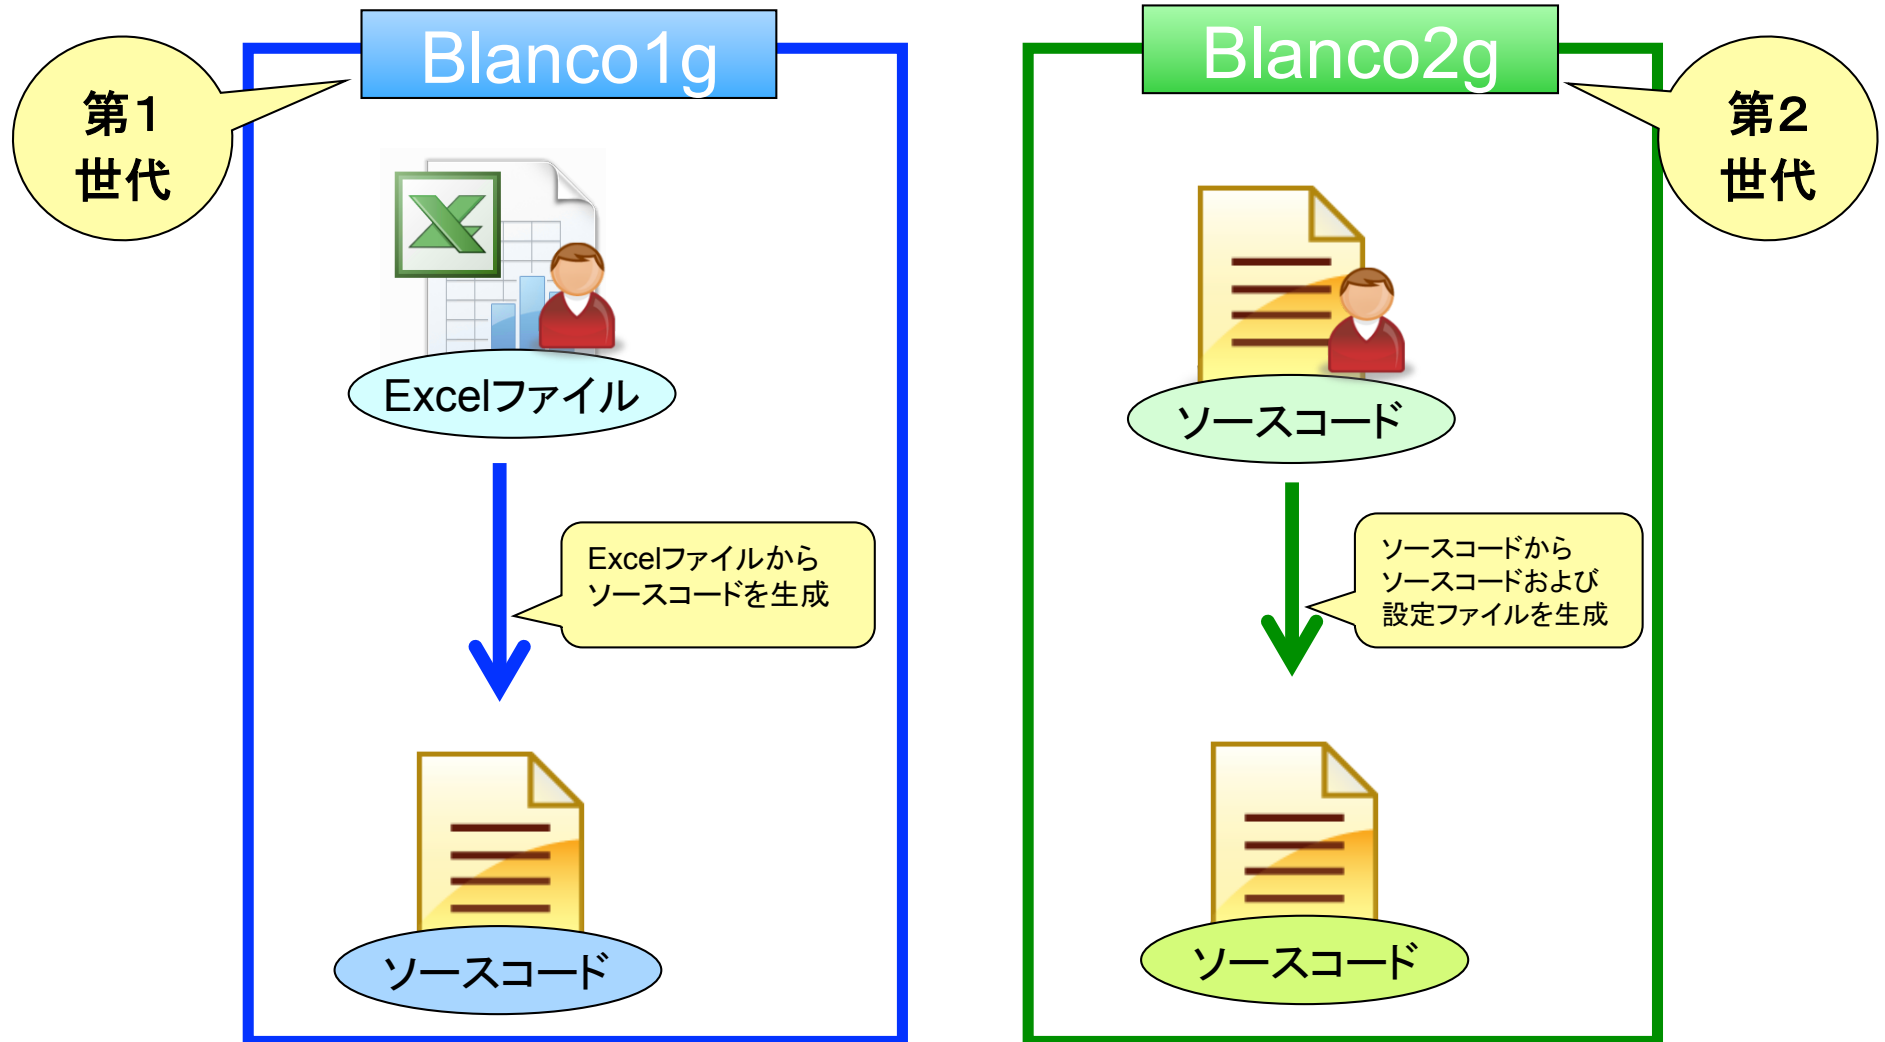 Blanco1g
第１
世代
Excelファイル
Excelファイルから
ソースコードを生成
ソースコード
Blanco2g
第２
世代
ソースコード
ソースコードから
ソースコードおよび
設定ファイルを生成
ソースコード